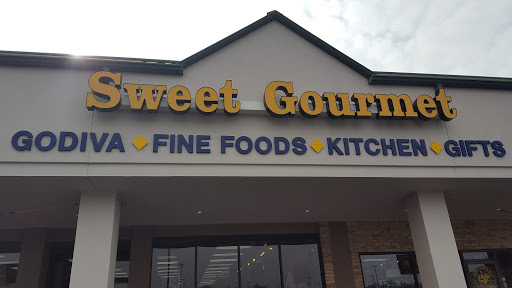 Sweet Gourmet
GODIVA ◆ FINE FOODS ◆ KITCHEN ◆ GIFTS